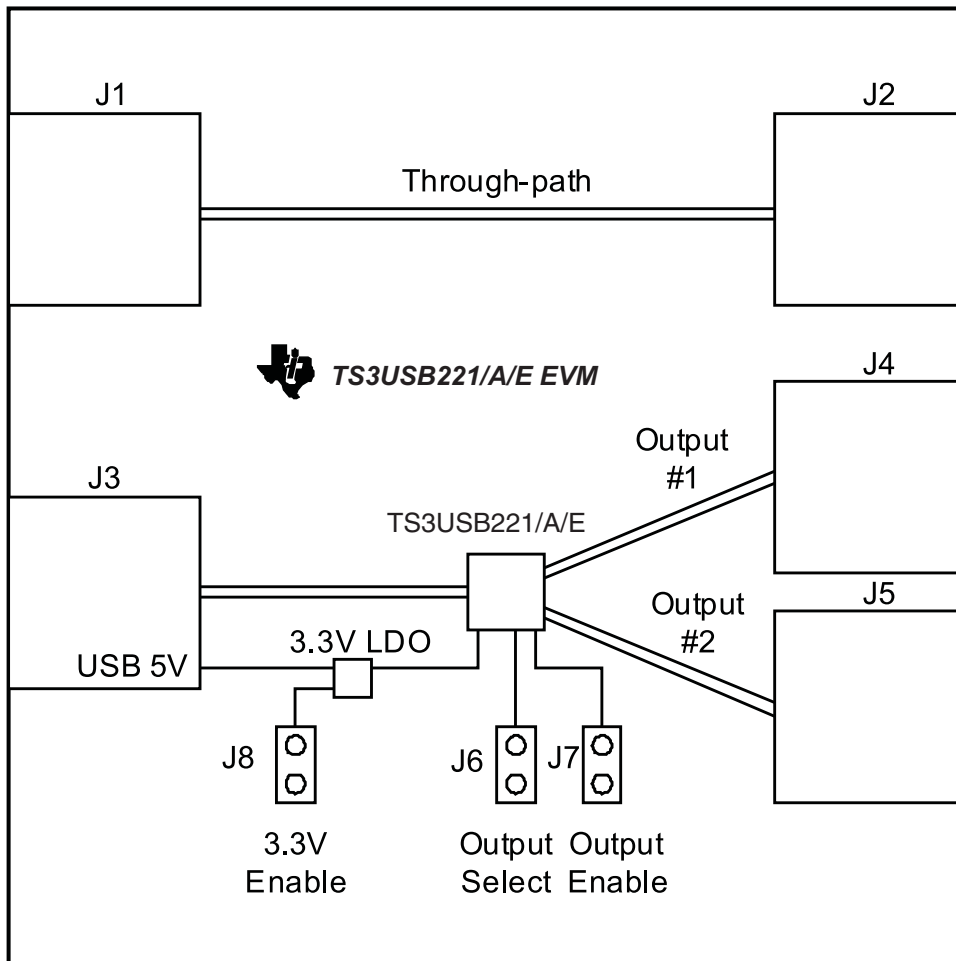 J1
J2
Through-path
TS3USB221/A/E EVM
J4
Output
#1
J3
TS3USB221/A/E
J5
Output
#2
3.3V LDO
USB 5V
J8
J6
J7
3.3V
Enable
Output
Select
Output
Enable